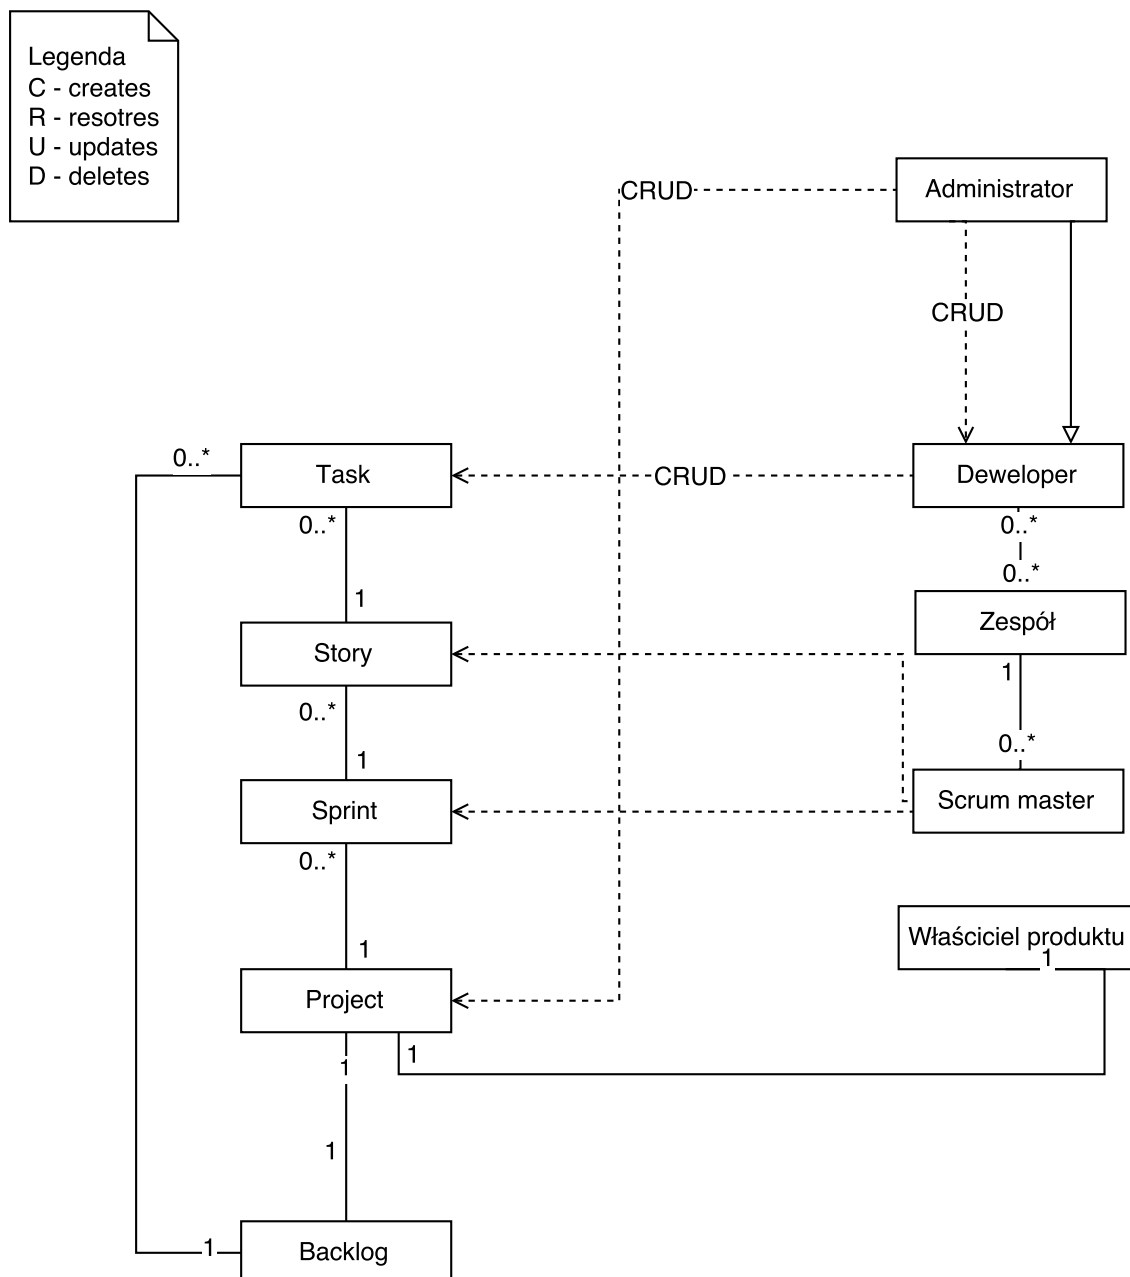 Legenda
C - creates
R - resotres
U - updates
D - deletes
CRUD
Administrator
CRUD
0..*
Task
CRUD
Deweloper
0..*
0..*
0..*
1
Zespół
Story
1
0..*
0..*
1
Sprint
Scrum master
0..*
1
Właściciel produktu
1
Project
1
1
1
1
Backlog